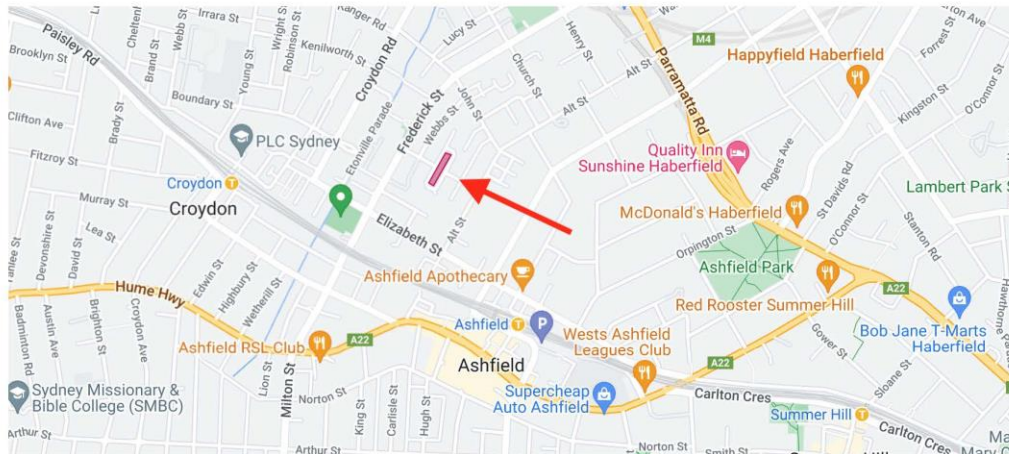 Paisley Rd
Irrara St
Ranger Rd
Lucy St
M4
Henry St
Alt St
Parramatta Rd
Happyfield Haberfield
Forrest St
O'Connor St
Kingston St
Brooklyn St
Brand St
Webb St
Young St
Wright St
Robinson St
Kenilworth St
Croydon Rd
Church St
John St
Alt St
Boundary St
Frederick St
Webbs St
Clifton Ave
Brady St
PLC Sydney
Etonville Parade
Quality Inn
Sunshine Haberfield
Rogers Ave
St Davids Rd
Fitzroy St
Croydon
Croydon
Lambert Park
Murray St
McDonald's Haberfield
O'Connor St
Stanton Rd
Lea St
Elizabeth St
Alt St
Orpington St
Ashfield Park
Devonshire St
David St
Edwin St
Highbury St
Wetherill St
Ashfield Apothecary
Red Rooster Summer Hill
A22
Hume Hwy
Badminton Rd
Austin Ave
Brighton St
Croydon Ave
Ashfield RSL Club
A22
Ashfield
P
Wests Ashfield
Leagues Club
Gower St
Bob Jane T-Marts
Haberfield
Ashfield
A22
Lion St
Milton St
Norton St
Sydney Missionary &
Bible College (SMBC)
King St
Carlisle St
Hugh St
Supercheap
Auto Ashfield
Carlton Cres
Sloane St
Summer Hill
Carlton Cres
Arthur St
Arthur St
Norton St
Smith St